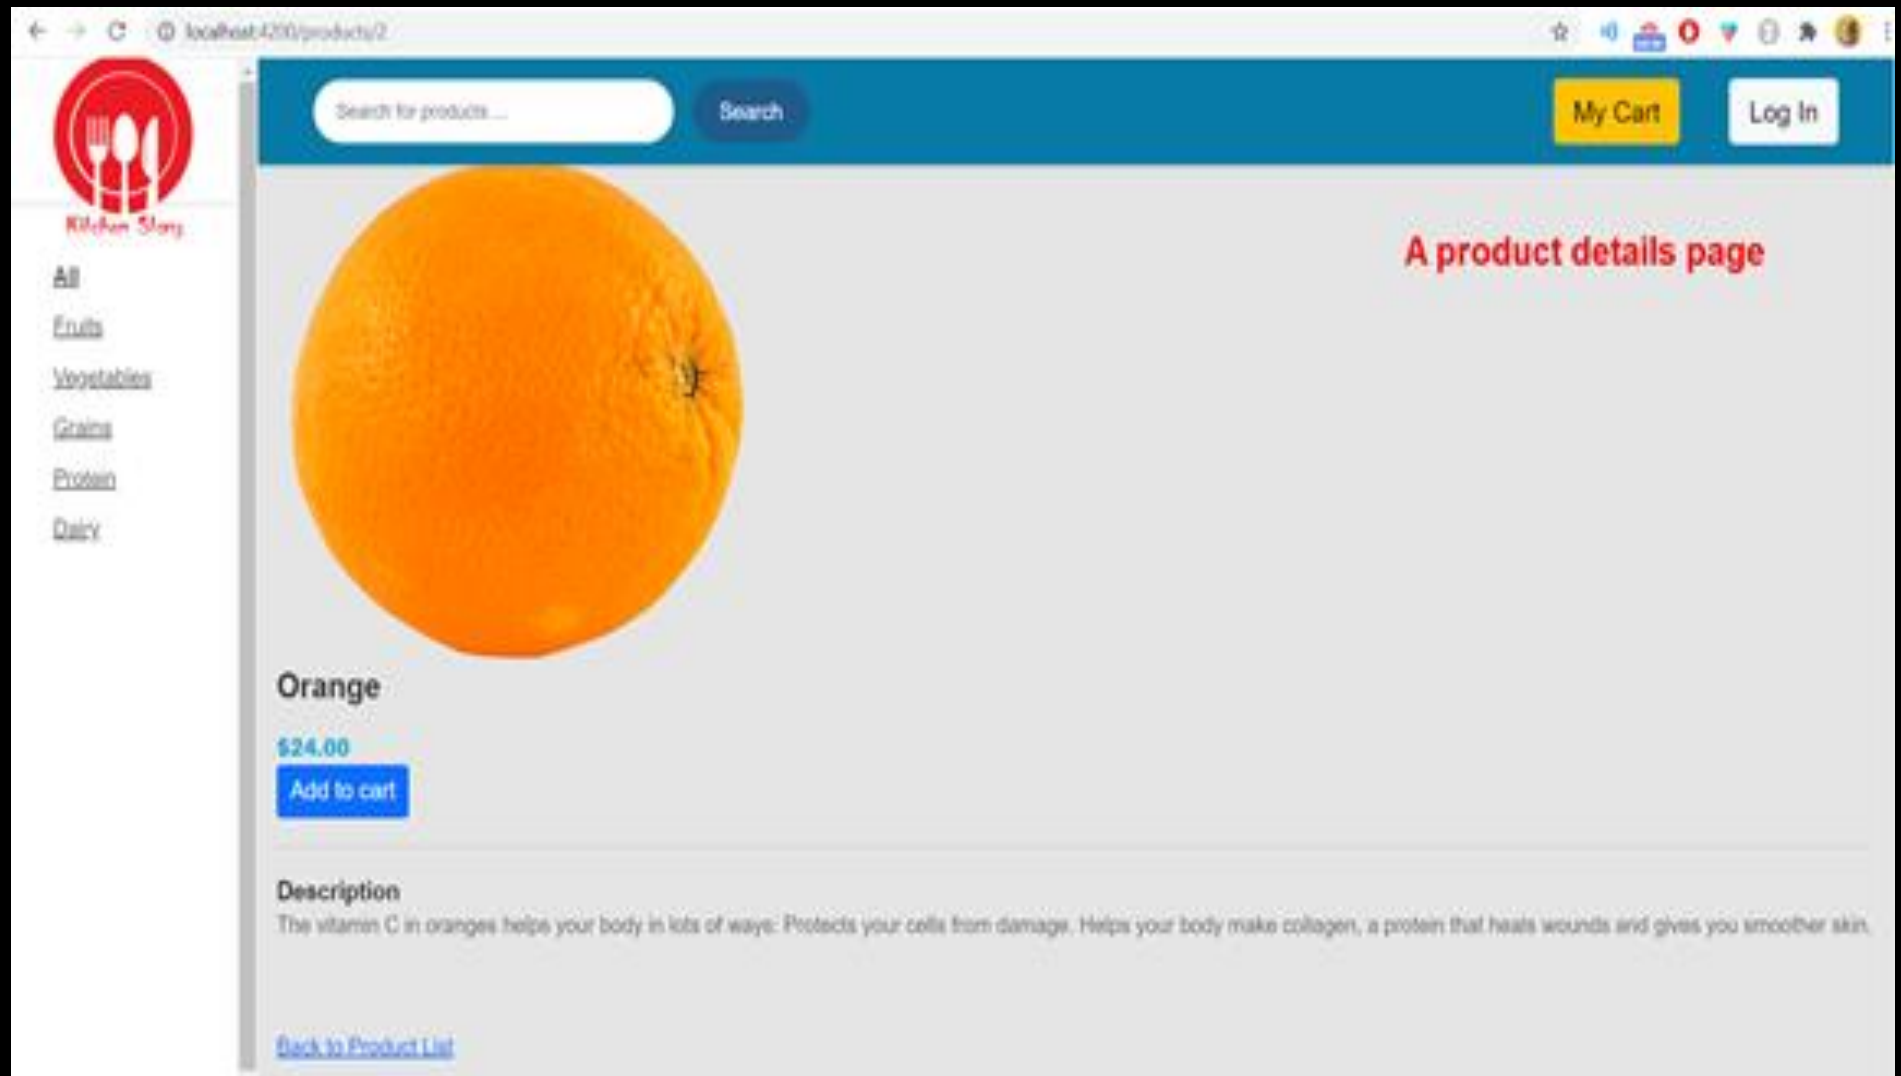 localhost:4200/products/2
Search for products ...
Search
My Cart
Log In
Kitchen Story
A product details page
All
Fruits
Vegetables
Grains
Protein
Dairy
Orange
$24.00
Add to cart
Description
The vitamin C in oranges helps your body in lots of ways: Protects your cells from damage. Helps your body make collagen, a protein that heals wounds and gives you smoother skin.
Back to Product List